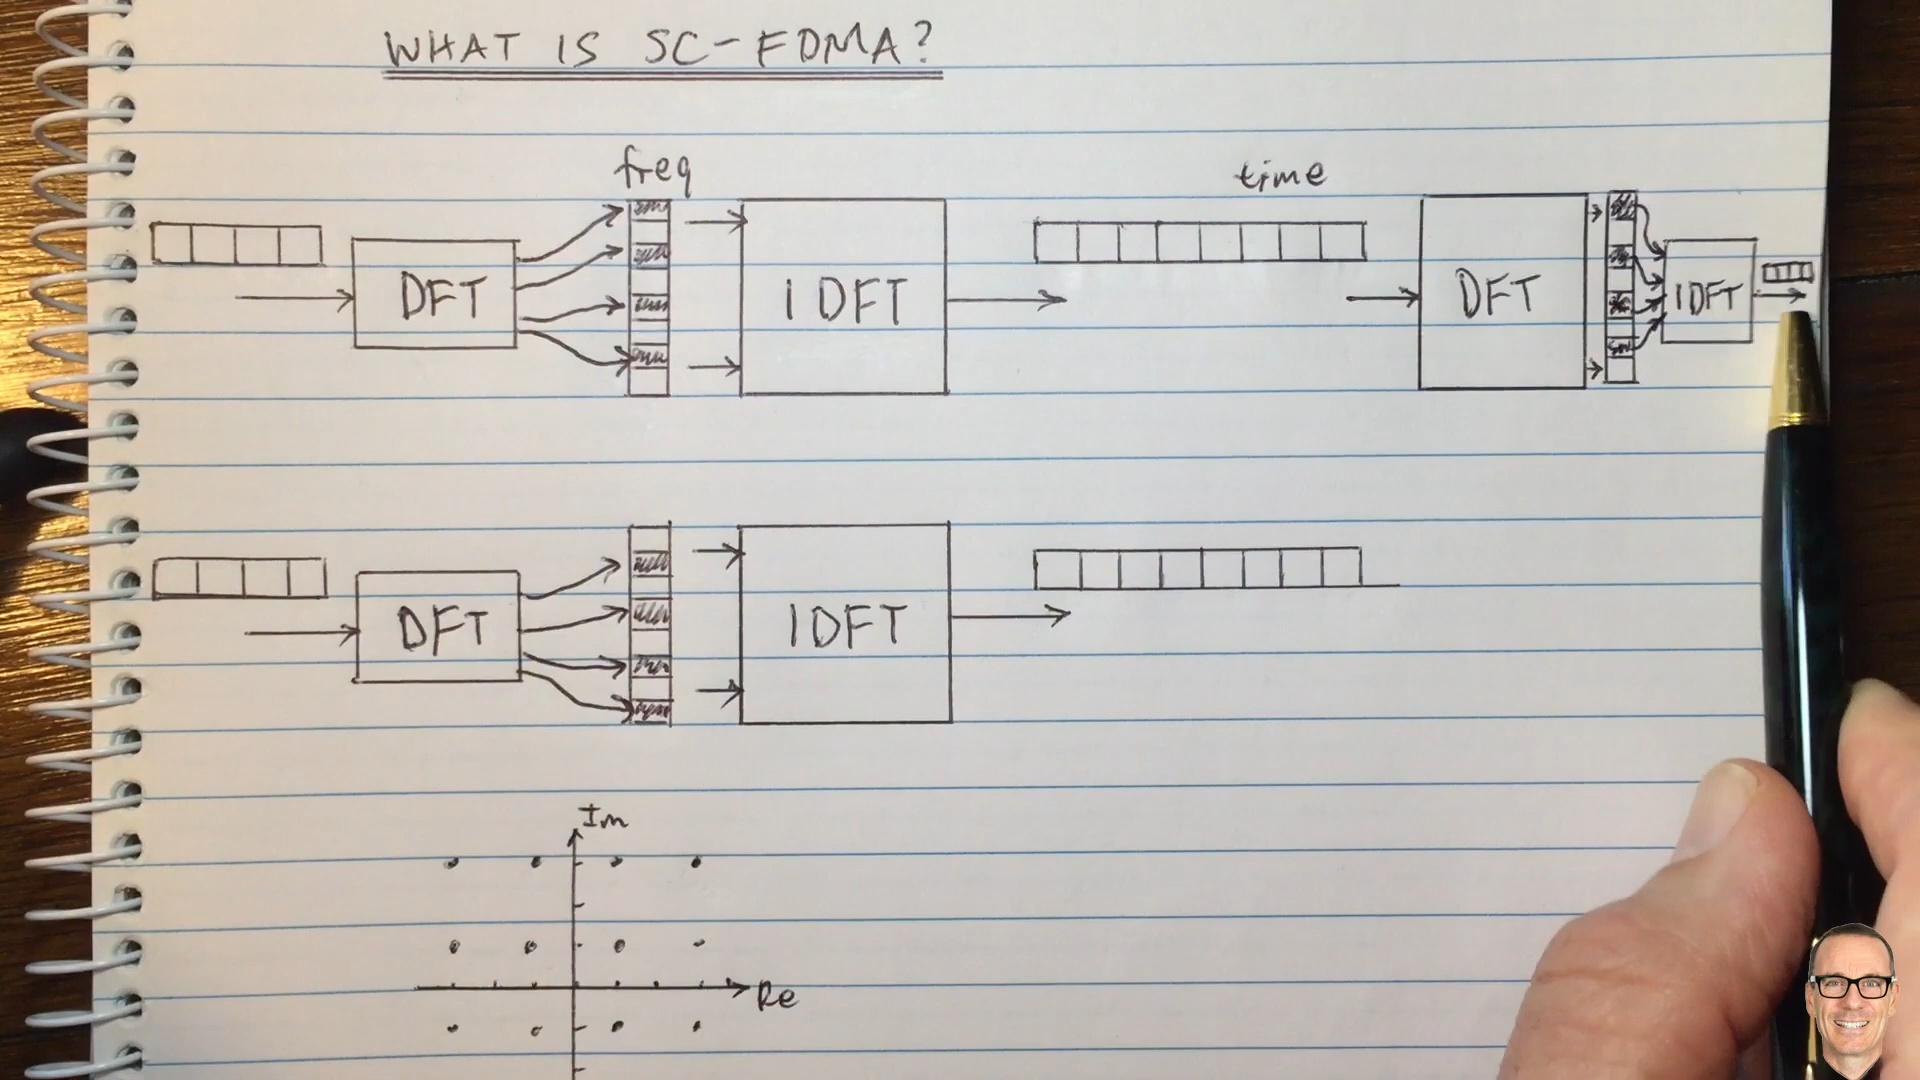 WHAT IS SC-FDMA?
freq
time
DFT
IDFT
DFT
IDFT
DFT
IDFT
Im
Re